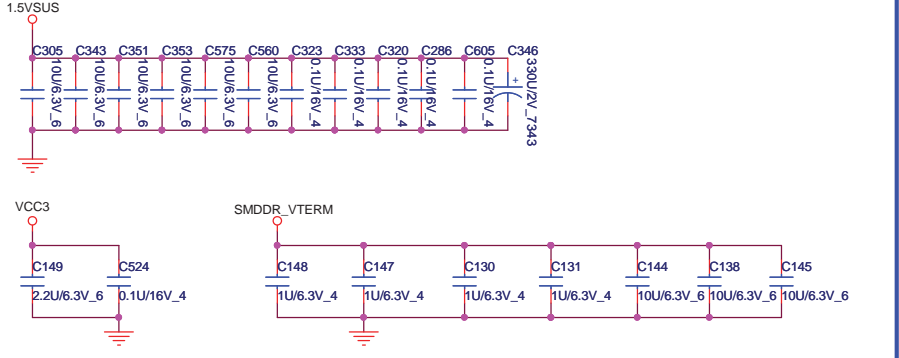 1.5VSUS
C305 C343 C351 C353 C575 C560 C323 C333 C320 C286 C605 C346
10U/6.3V_6 10U/6.3V_6 10U/6.3V_6 10U/6.3V_6 10U/6.3V_6 10U/6.3V_6 0.1U/16V_4 0.1U/16V_4 0.1U/16V_4 0.1U/16V_4 0.1U/16V_4 330U/2V_7343
+
VCC3 SMDDR_VTERM
C149 C524 C148 C147 C130 C131 C144 C138 C145
2.2U/6.3V_6 0.1U/16V_4 1U/6.3V_4 1U/6.3V_4 1U/6.3V_4 1U/6.3V_4 10U/6.3V_6 10U/6.3V_6 10U/6.3V_6